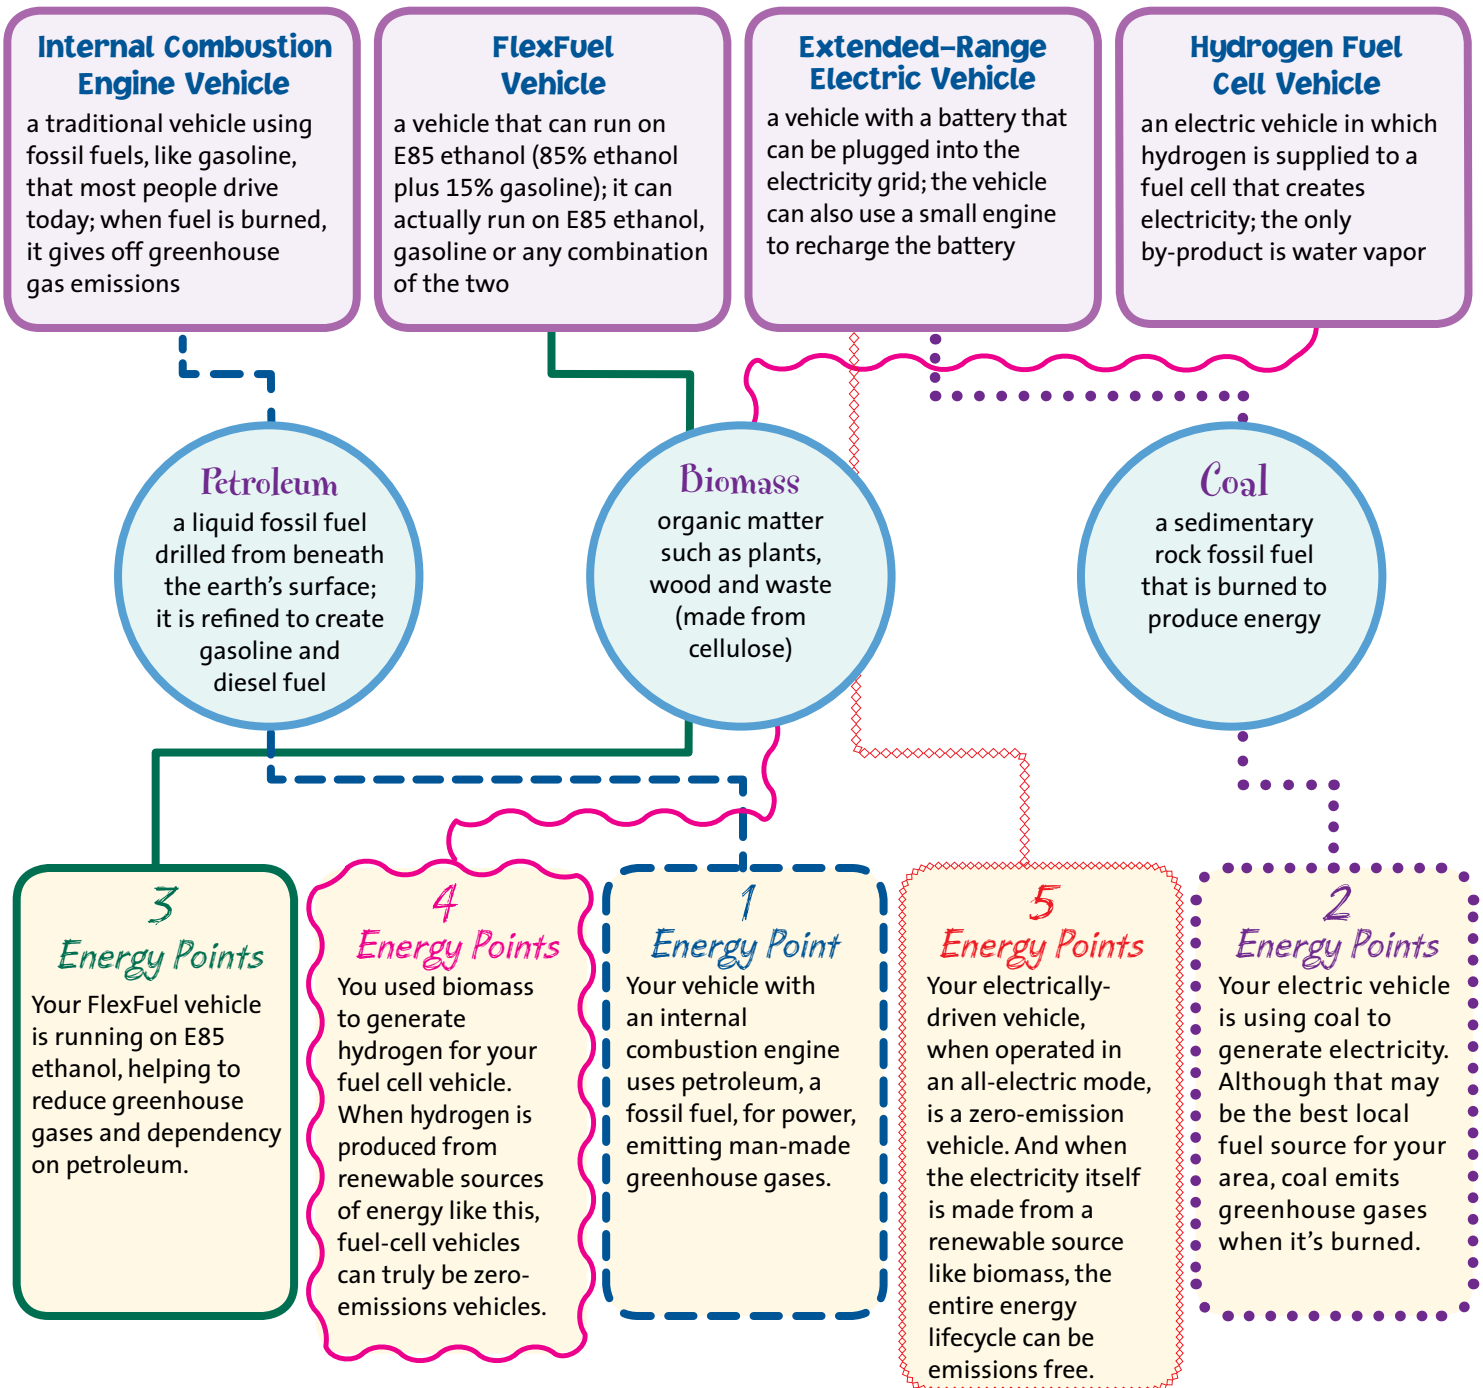 Internal Combustion
Engine Vehicle
a traditional vehicle using
fossil fuels, like gasoline,
that most people drive
today; when fuel is burned,
it gives off greenhouse
gas emissions
FlexFuel
Vehicle
a vehicle that can run on
E85 ethanol (85% ethanol
plus 15% gasoline); it can
actually run on E85 ethanol,
gasoline or any combination
of the two
Extended-Range
Electric Vehicle
a vehicle with a battery that
can be plugged into the
electricity grid; the vehicle
can also use a small engine
to recharge the battery
Hydrogen Fuel
Cell Vehicle
an electric vehicle in which
hydrogen is supplied to a
fuel cell that creates
electricity; the only
by-product is water vapor
Petroleum
a liquid fossil fuel
drilled from beneath
the earth's surface;
it is refined to create
gasoline and
diesel fuel
Biomass
organic matter
such as plants,
wood and waste
(made from
cellulose)
Coal
a sedimentary
rock fossil fuel
that is burned to
produce energy
3
Energy Points
Your FlexFuel vehicle
is running on E85
ethanol, helping to
reduce greenhouse
gases and dependency
on petroleum.
4
Energy Points
You used biomass
to generate
hydrogen for your
fuel cell vehicle.
When hydrogen is
produced from
renewable sources
of energy like this,
fuel-cell vehicles
can truly be zero-
emissions vehicles.
1
Energy Point
Your vehicle with
an internal
combustion engine
uses petroleum, a
fossil fuel, for power,
emitting man-made
greenhouse gases.
5
Energy Points
Your electrically-
driven vehicle,
when operated in
an all-electric mode,
is a zero-emission
vehicle. And when
the electricity itself
is made from a
renewable source
like biomass, the
entire energy
lifecycle can be
emissions free.
2
Energy Points
Your electric vehicle
is using coal to
generate electricity.
Although that may
be the best local
fuel source for your
area, coal emits
greenhouse gases
when it's burned.